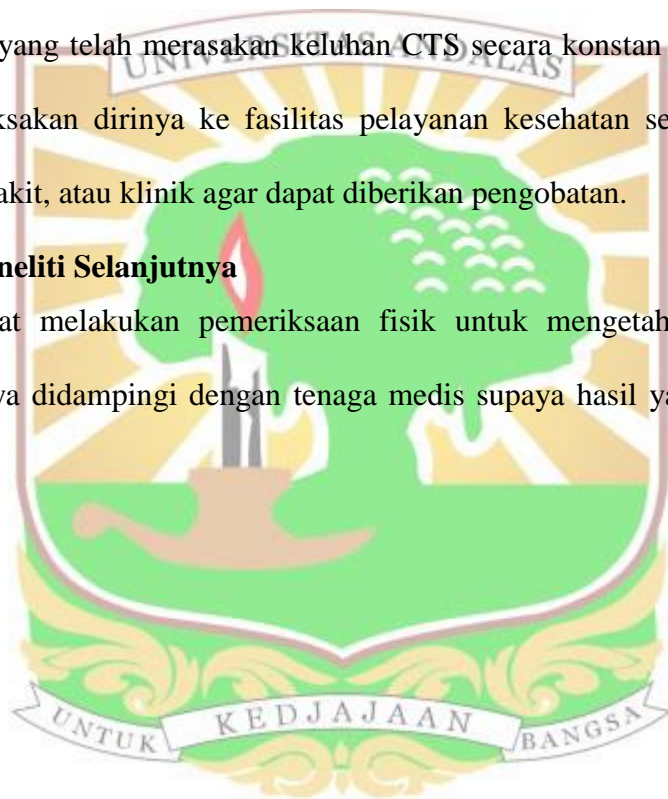 yang telah merasakan keluhan CTS secara konstan
UNIVERSITAS ANDALAS
ksakan dirinya ke fasilitas pelayanan kesehatan se
akit, atau klinik agar dapat diberikan pengobatan.
neliti Selanjutnya
at melakukan pemeriksaan fisik untuk mengetah
ya didampingi dengan tenaga medis supaya hasil ya
UNTUK KEDJAJAAN BANGSA